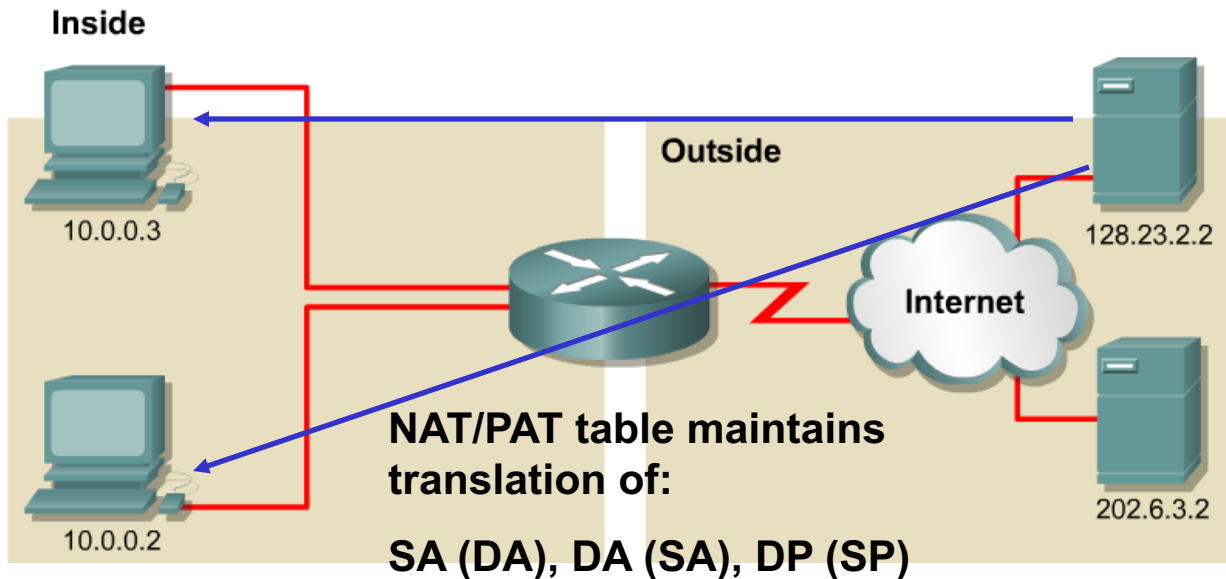 Inside
10.0.0.3
Outside
128.23.2.2
Internet
NAT/PAT table maintains
translation of:
10.0.0.2
202.6.3.2
SA (DA), DA (SA), DP (SP)